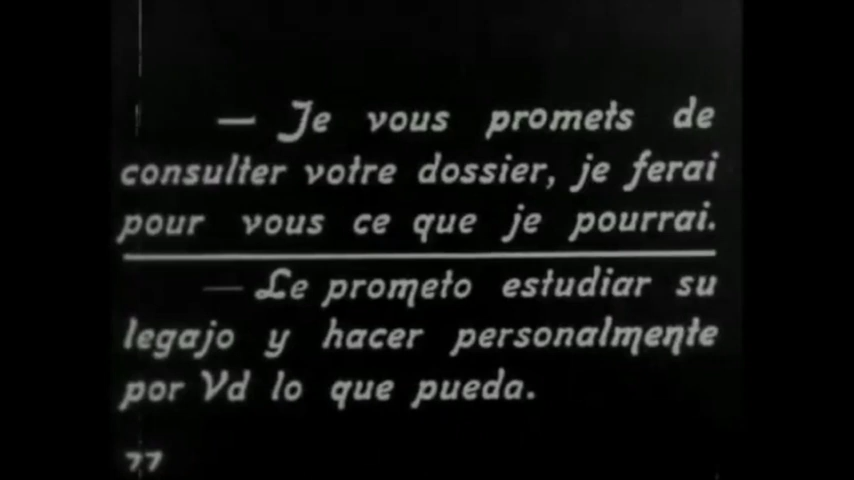 — Je vous promets de
consulter votre dossier, je ferai
pour vous ce que je pourrai.
— Le prometo estudiar su
legajo y hacer personalmente
por Vd lo que pueda.
77